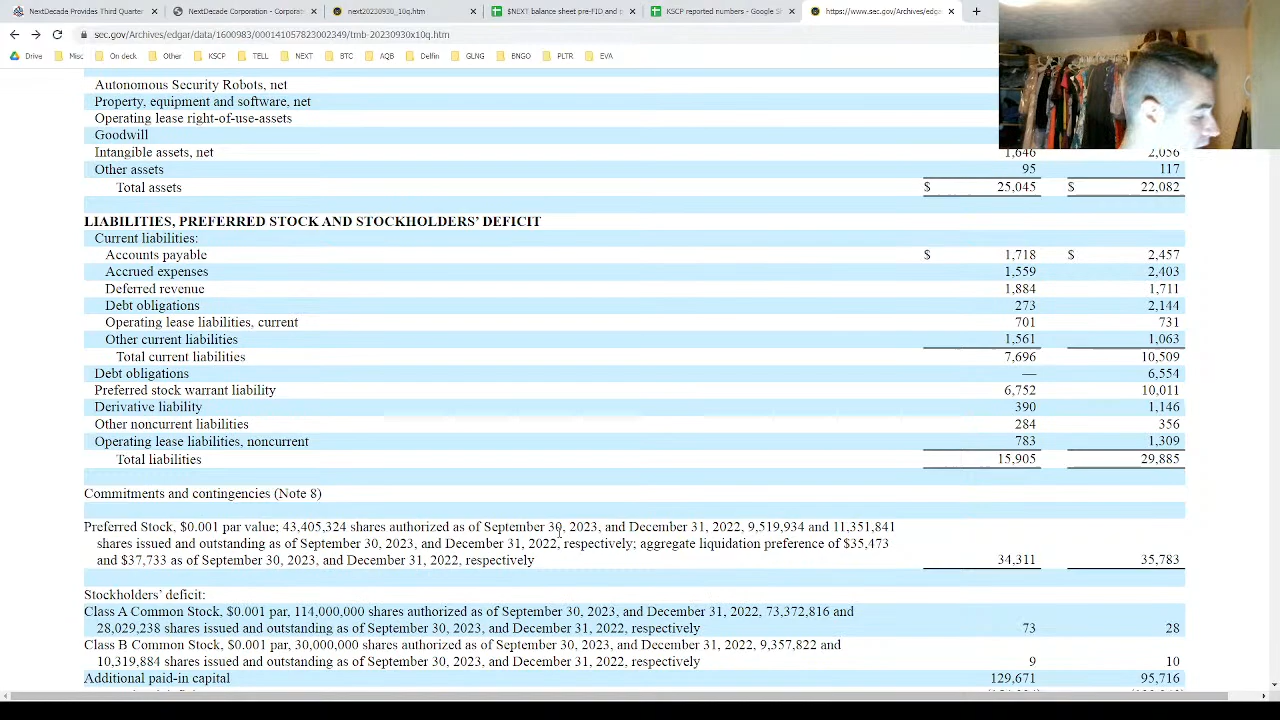 NextDecade Provides Third Quarter
NextDecade Corporation - Corporat
next20230930_10q.htm
$NEXT balance sheet pre-FID and p
KSCP reported numbers - Google Sh
https://www.sec.gov/Archives/edga
sec.gov/Archives/edgar/data/1600983/000141057823002349/tmb-20230930x10q.htm
Drive Misc On deck Other KSCP TELL NEXT BTC AQB Delfin GLNG BNGO PLTR EVA
Autonomous Security Robots, net
Property, equipment and software, net
Operating lease right-of-use-assets
Goodwill
Intangible assets, net 1,646 2,056
Other assets 95 117
Total assets $ 25,045 $ 22,082
LIABILITIES, PREFERRED STOCK AND STOCKHOLDERS' DEFICIT
Current liabilities:
Accounts payable $ 1,718 $ 2,457
Accrued expenses 1,559 2,403
Deferred revenue 1,884 1,711
Debt obligations 273 2,144
Operating lease liabilities, current 701 731
Other current liabilities 1,561 1,063
Total current liabilities 7,696 10,509
Debt obligations — 6,554
Preferred stock warrant liability 6,752 10,011
Derivative liability 390 1,146
Other noncurrent liabilities 284 356
Operating lease liabilities, noncurrent 783 1,309
Total liabilities 15,905 29,885
Commitments and contingencies (Note 8)
Preferred Stock, $0.001 par value; 43,405,324 shares authorized as of September 30, 2023, and December 31, 2022, 9,519,934 and 11,351,841
shares issued and outstanding as of September 30, 2023, and December 31, 2022, respectively; aggregate liquidation preference of $35,473
and $37,733 as of September 30, 2023, and December 31, 2022, respectively 34,311 35,783
Stockholders' deficit:
Class A Common Stock, $0.001 par, 114,000,000 shares authorized as of September 30, 2023, and December 31, 2022, 73,372,816 and
28,029,238 shares issued and outstanding as of September 30, 2023, and December 31, 2022, respectively 73 28
Class B Common Stock, $0.001 par, 30,000,000 shares authorized as of September 30, 2023, and December 31, 2022, 9,357,822 and
10,319,884 shares issued and outstanding as of September 30, 2023, and December 31, 2022, respectively 9 10
Additional paid-in capital 129,671 95,716